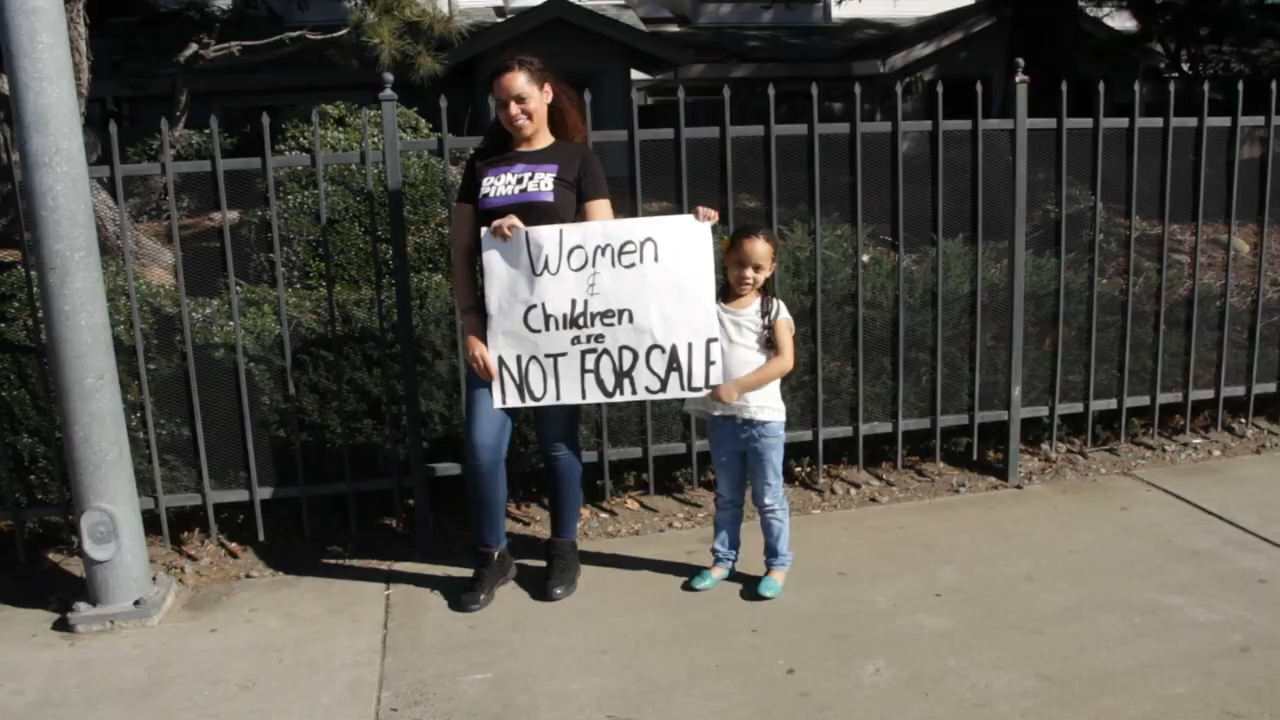 DON'T BE
PIMPED
Women
&
Children
are
NOT FOR SALE